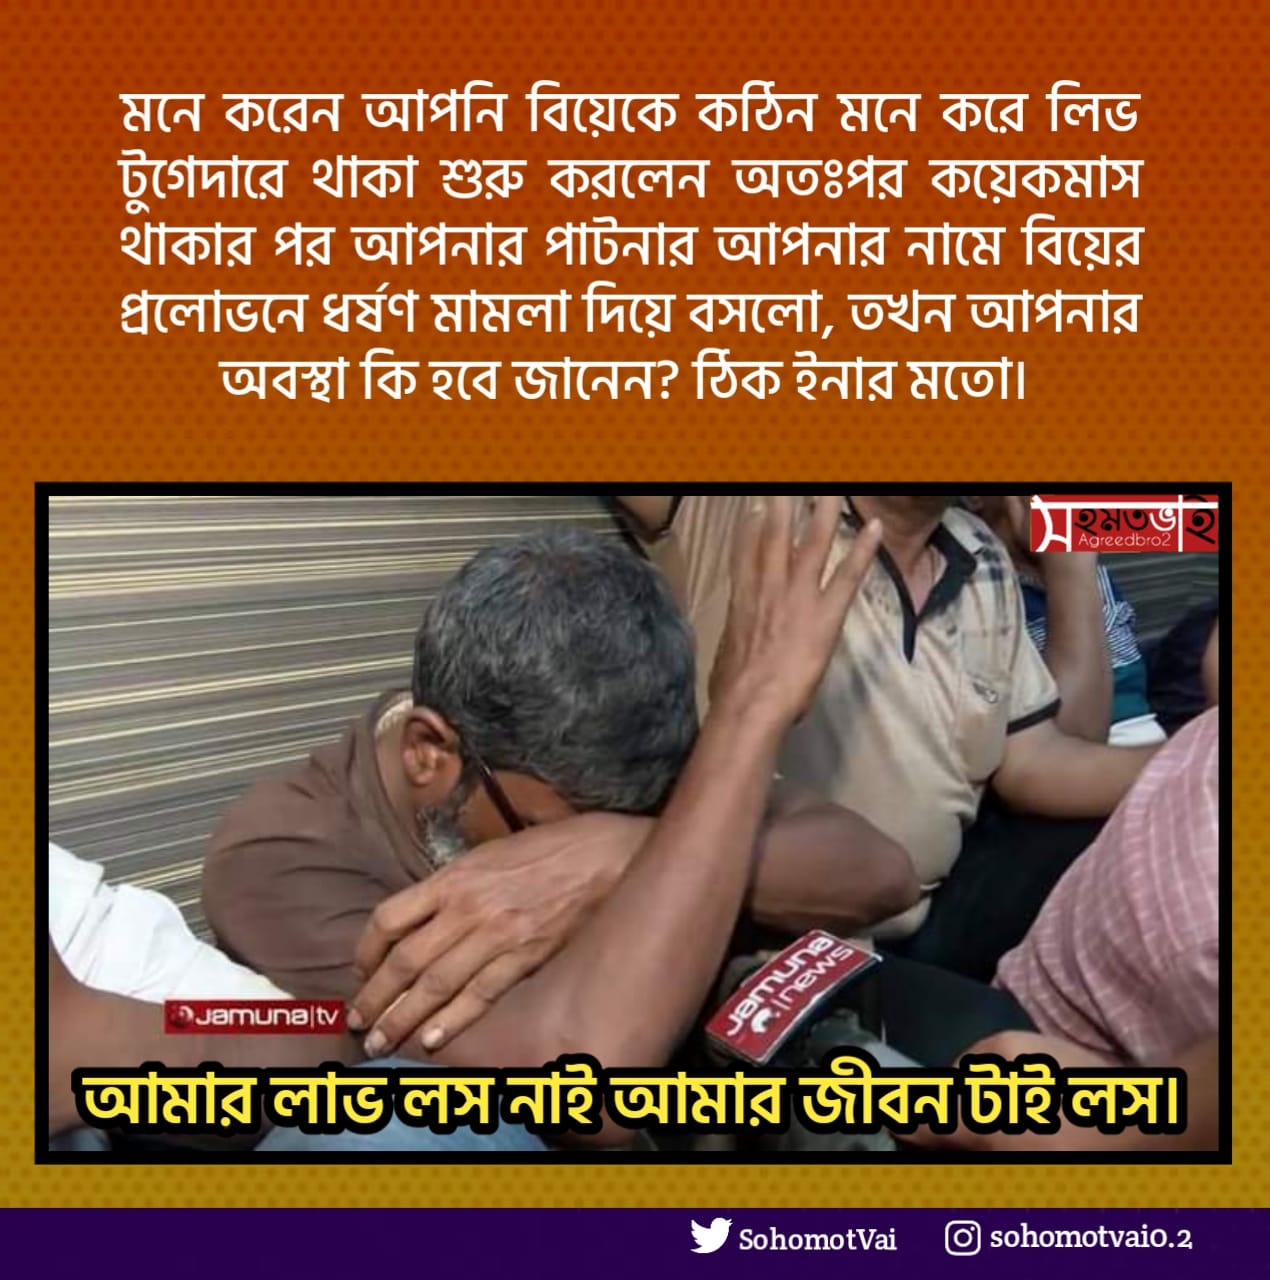 মনে করেন আপনি বিয়েকে কঠিন মনে করে লিভ
টুগেদারে থাকা শুরু করলেন অতঃপর কয়েকমাস
থাকার পর আপনার পাটনার আপনার নামে বিয়ের
প্রলোভনে ধর্ষণ মামলা দিয়ে বসলো, তখন আপনার
অবস্থা কি হবে জানেন? ঠিক ইনার মতো।
সহমতভাই
Agreedbro2
Jamuna news
Jamuna|tv
আমার লাভ লস নাই আমার জীবন টাই লস।
SohomotVai
sohomotvai0.2